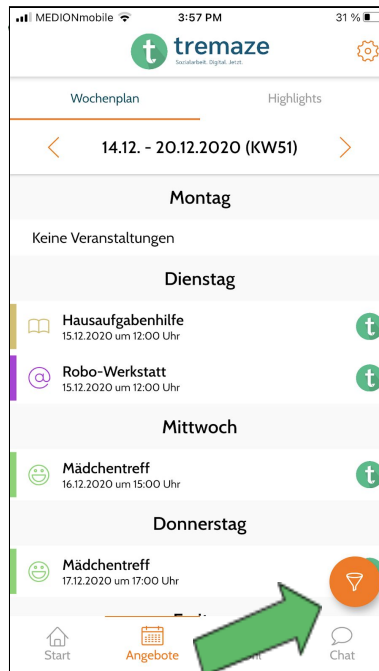 MEDIONmobile 3:57 PM 31 %
t tremaze
Sozialarbeit. Digital. Jetzt.
Wochenplan Highlights
14.12. - 20.12.2020 (KW51)
Montag
Keine Veranstaltungen
Dienstag
Hausaufgabenhilfe
15.12.2020 um 12:00 Uhr
t
Robo-Werkstatt
15.12.2020 um 12:00 Uhr
t
Mittwoch
Mädchentreff
16.12.2020 um 15:00 Uhr
t
Donnerstag
Mädchentreff
17.12.2020 um 17:00 Uhr
Start Angebote Chat